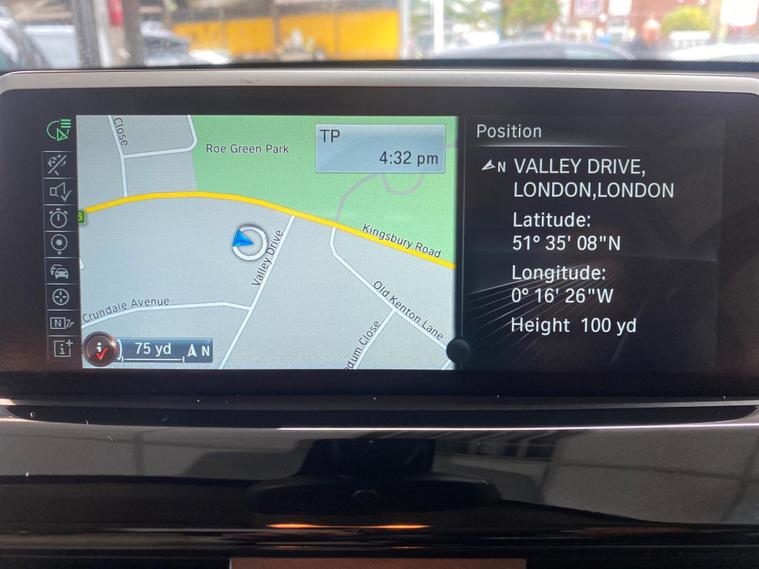 Close
Roe Green Park
TP
4:32 pm
Kingsbury Road
Valley Drive
Old Kenton Lane
Crundale Avenue
edum Close
75 yd
N
N
Position
N VALLEY DRIVE,
LONDON,LONDON
Latitude:
51° 35' 08"N
Longitude:
0° 16' 26"W
Height 100 yd